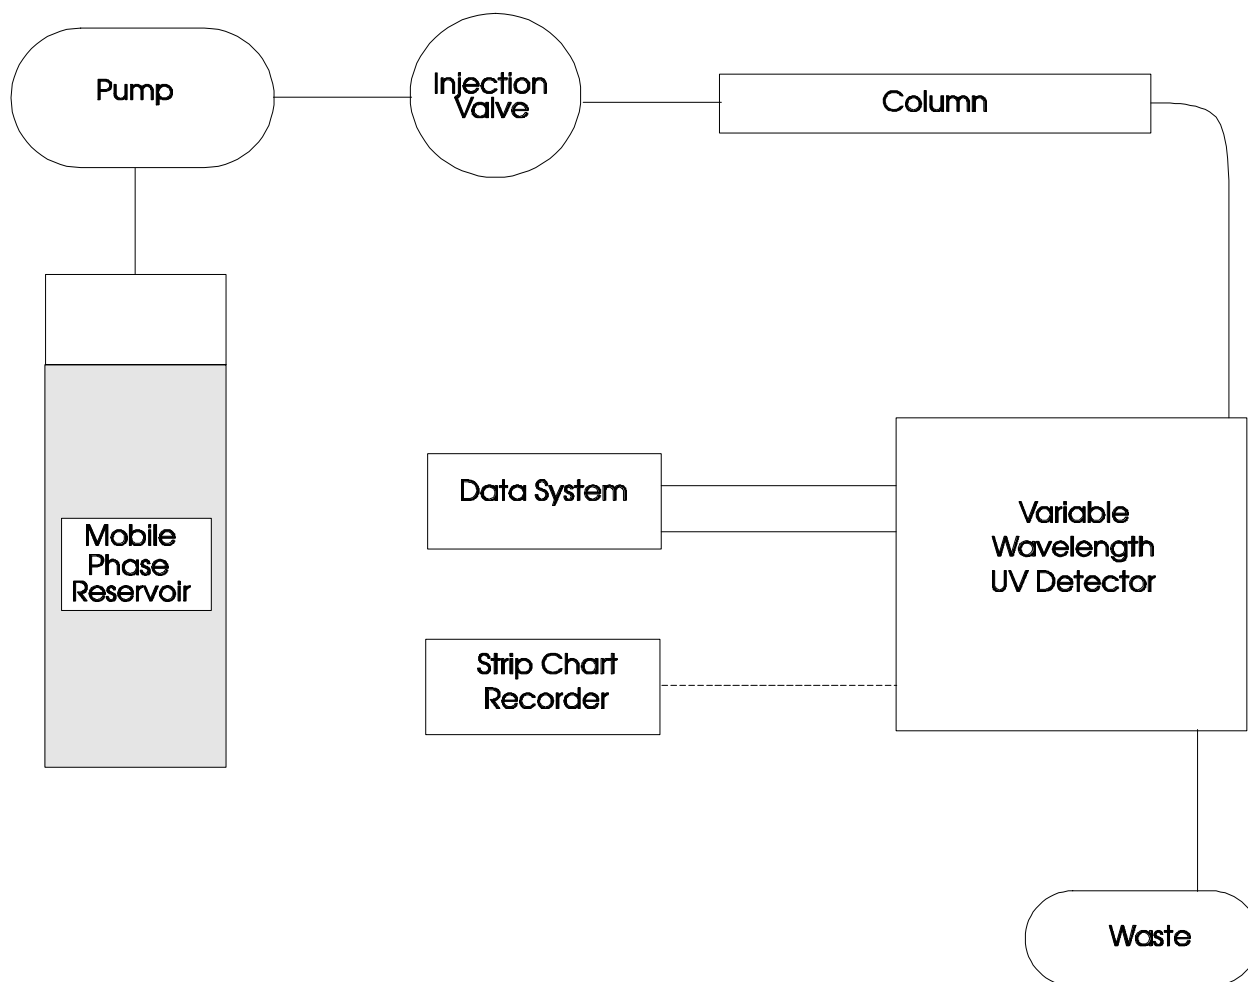 Pump
Injection
Valve
Column
Mobile
Phase
Reservoir
Data System
Variable
Wavelength
UV Detector
Strip Chart
Recorder
Waste